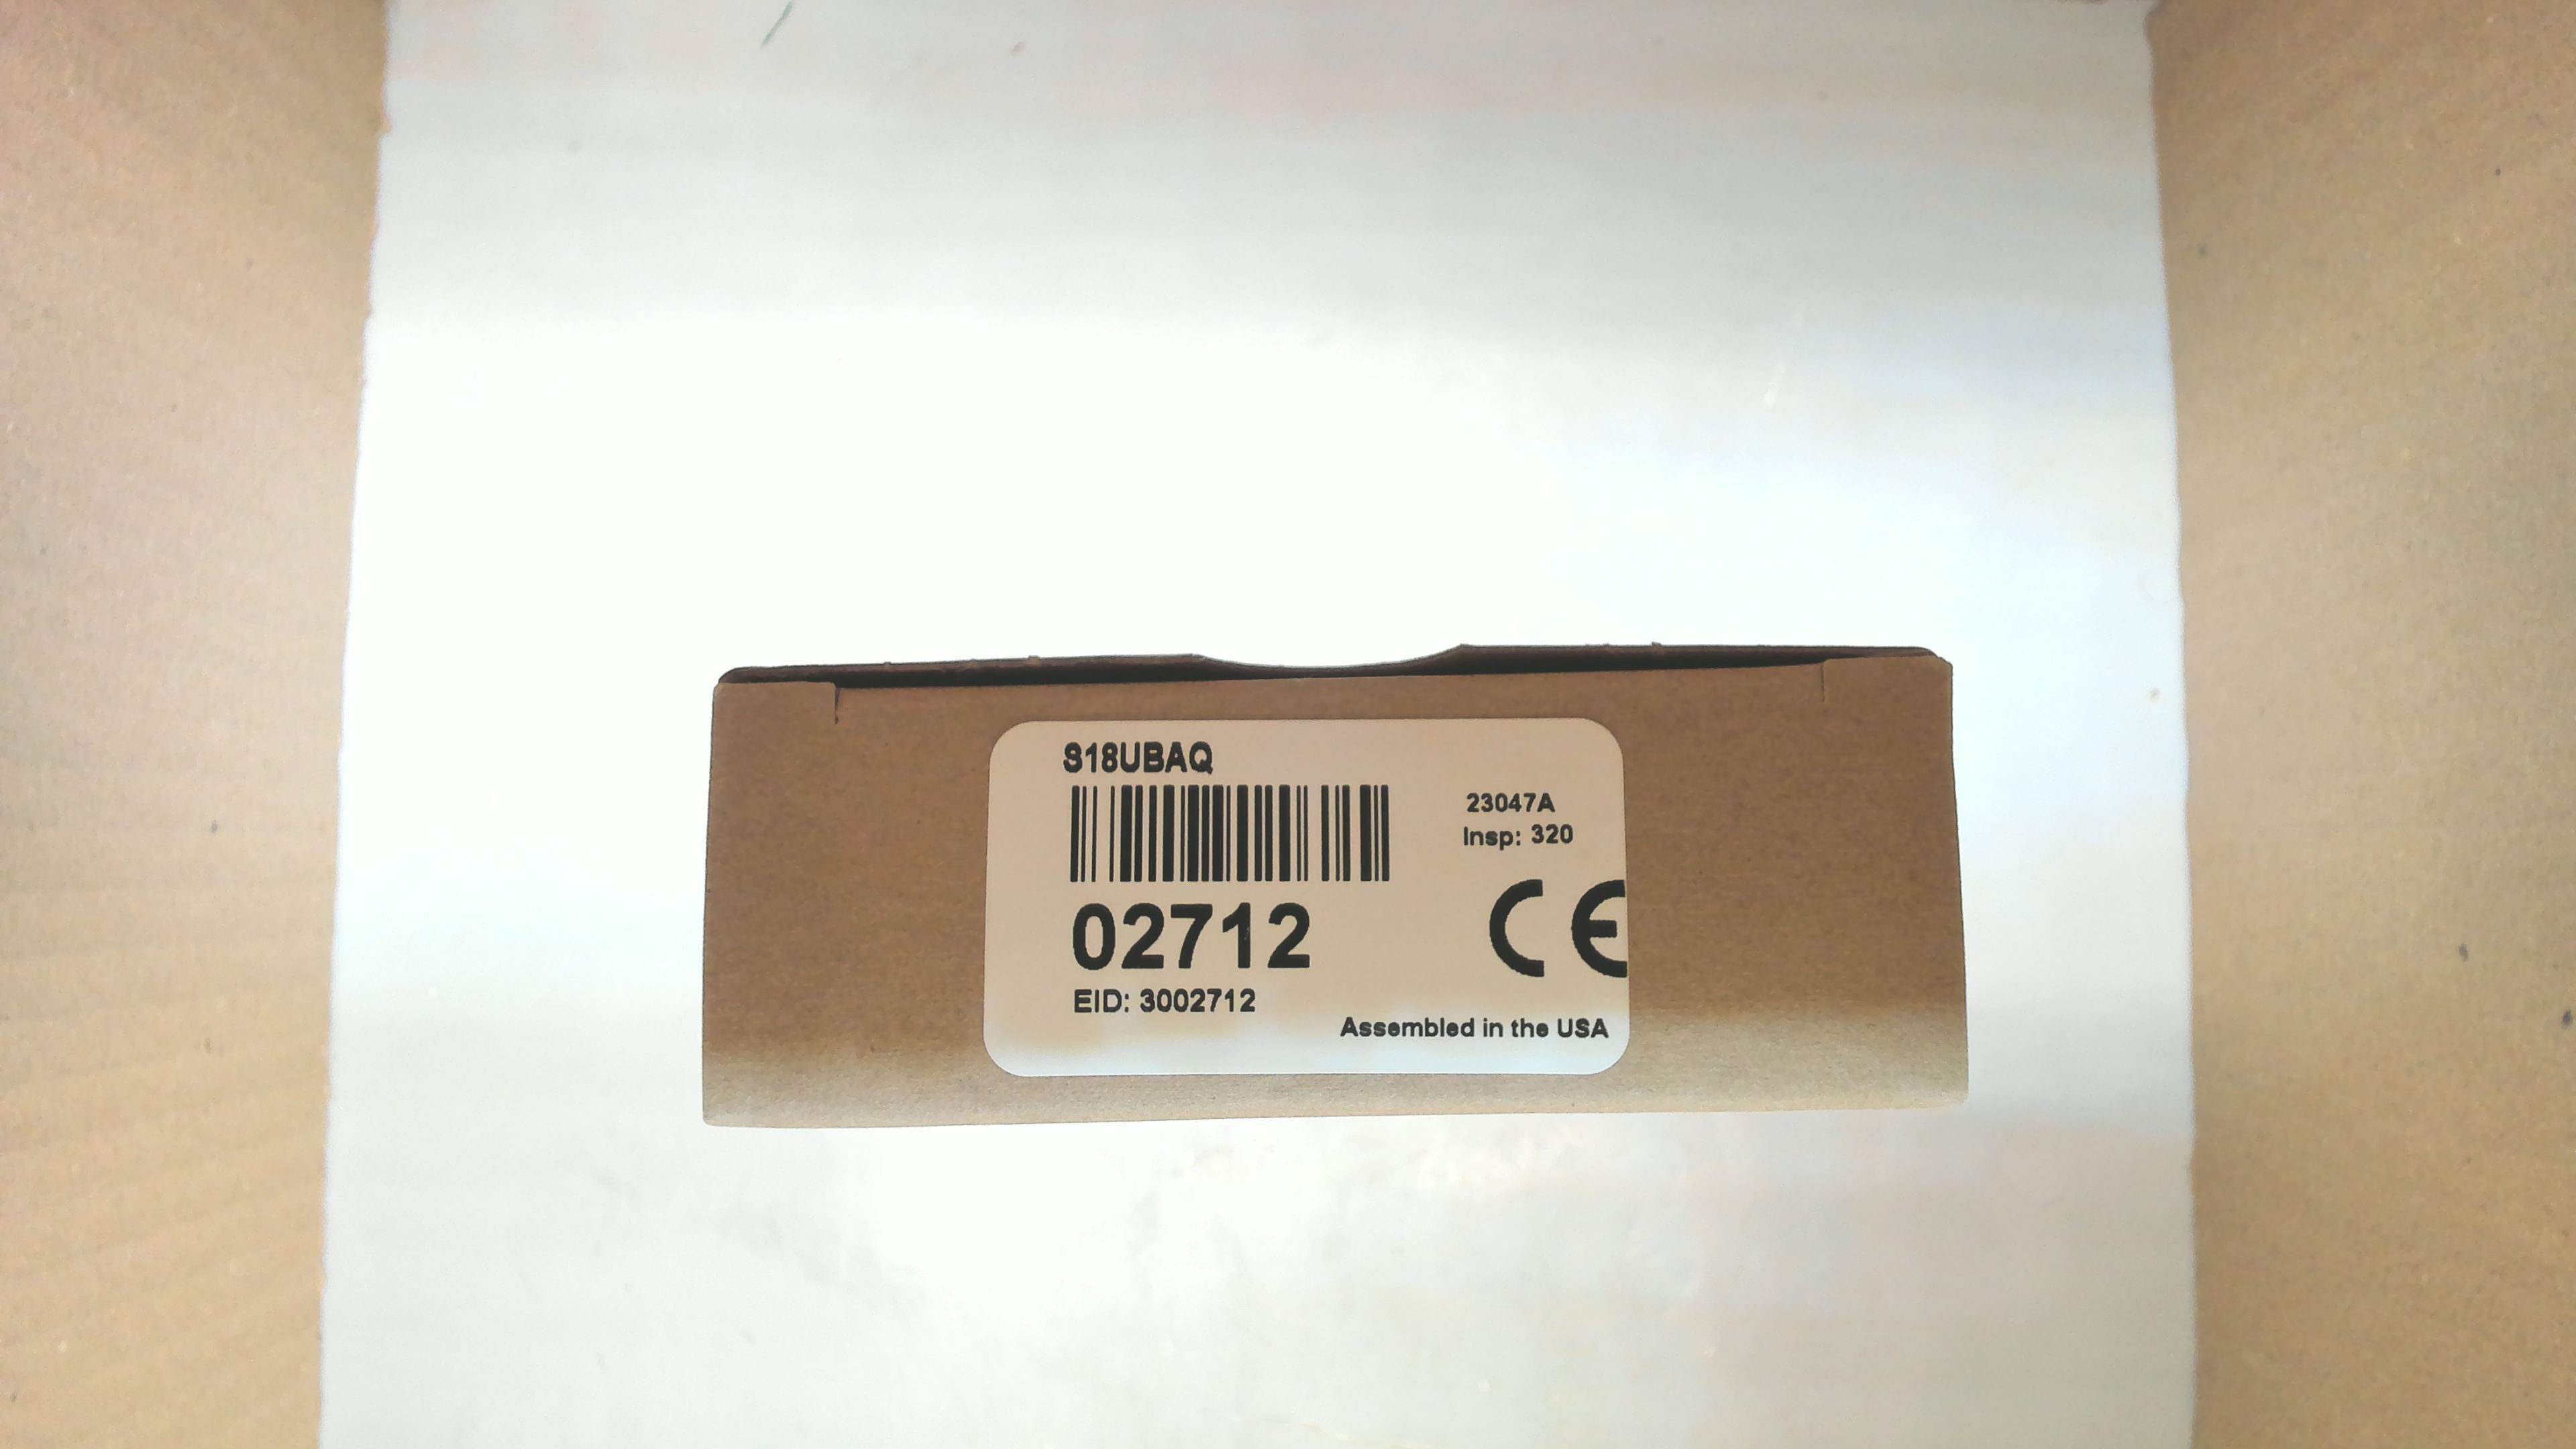 S18UBAQ
23047A
Insp: 320
02712
CE
EID: 3002712
Assembled in the USA